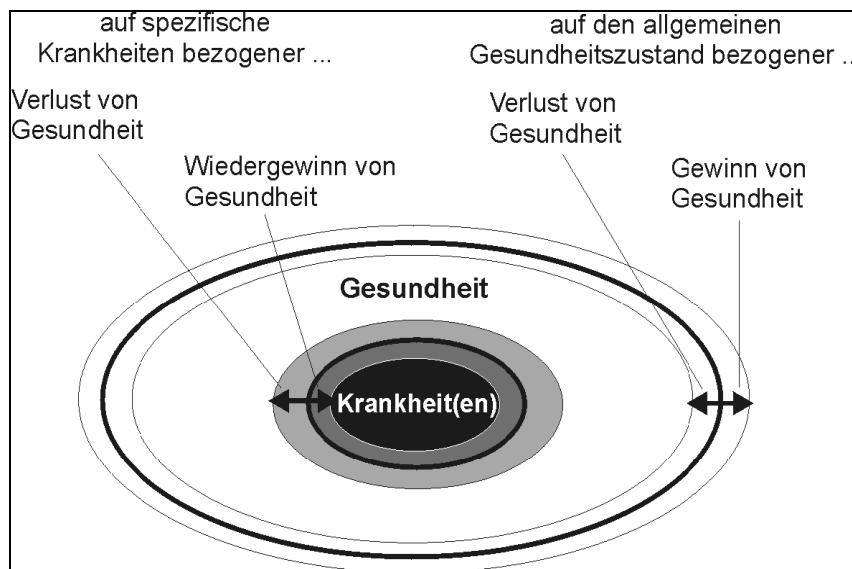 auf spezifische
Krankheiten bezogener ...
auf den allgemeinen
Gesundheitszustand bezogener ..
Verlust von
Gesundheit
Wiedergewinn von
Gesundheit
Verlust von
Gesundheit
Gewinn von
Gesundheit
Gesundheit
Krankheit(en)